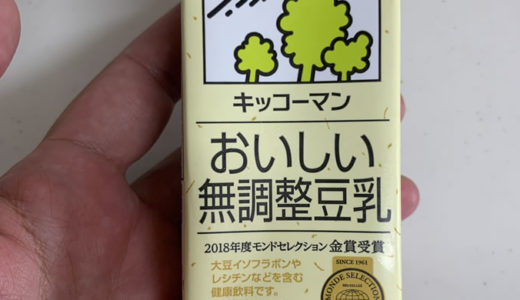 キッコーマン
おいしい
無調整豆乳
2018年度モンドセレクション 金賞受賞
大豆イソフラボンや
レシチンなどを含む
健康飲料です。
SINCE 1961
MONDE SELECTION
BRUXELLES